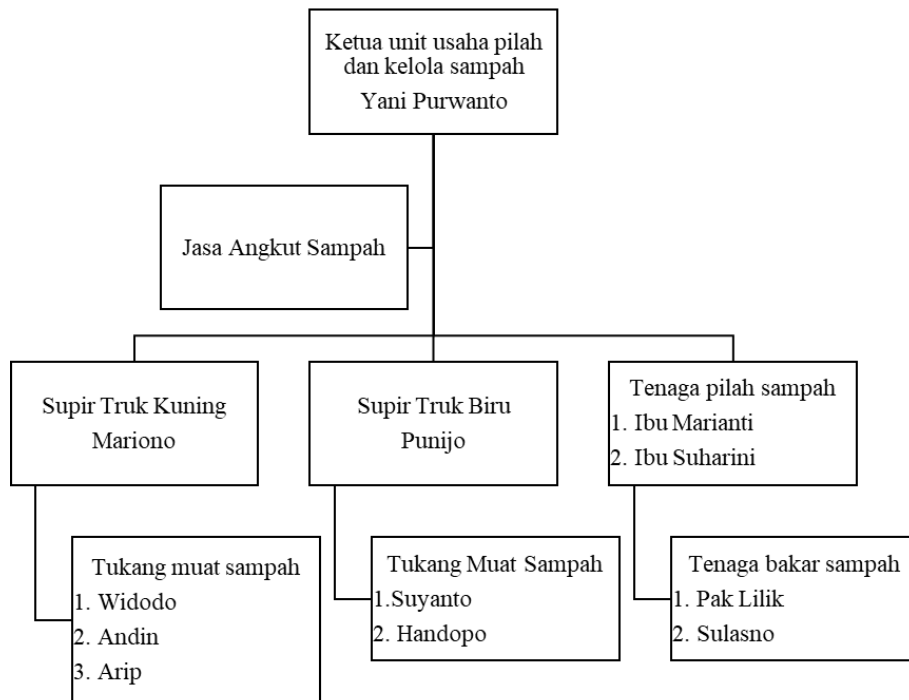 Ketua unit usaha pilah
dan kelola sampah
Yani Purwanto
Jasa Angkut Sampah
Supir Truk Kuning
Mariono
Supir Truk Biru
Punijo
Tenaga pilah sampah
1. Ibu Marianti
2. Ibu Suharini
Tukang muat sampah
1. Widodo
2. Andin
3. Arip
Tukang Muat Sampah
1.Suyanto
2. Handopo
Tenaga bakar sampah
1. Pak Lilik
2. Sulasno